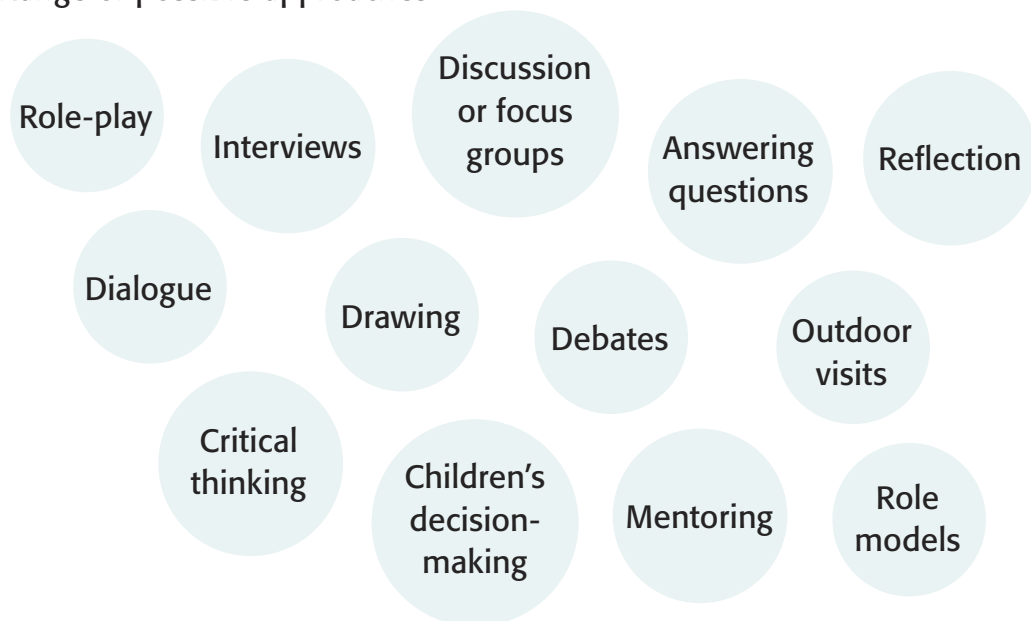 Role-play
Interviews
Discussion
or focus
groups
Answering
questions
Reflection
Dialogue
Drawing
Debates
Outdoor
visits
Critical
thinking
Children’s
decision-
making
Mentoring
Role
models